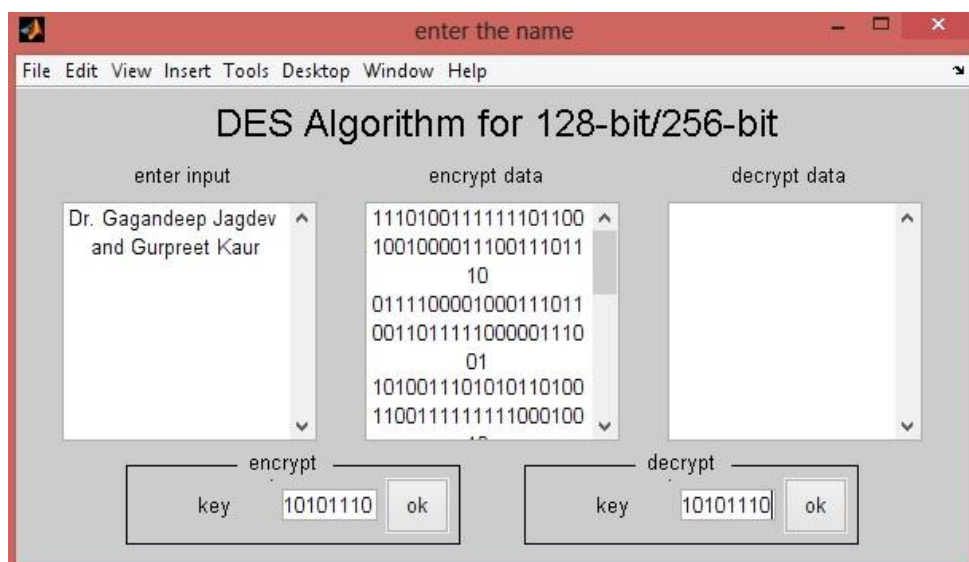 enter the name
File Edit View Insert Tools Desktop Window Help
DES Algorithm for 128-bit/256-bit
enter input
encrypt data
decrypt data
Dr. Gagandeep Jagdev
and Gurpreet Kaur
1110100111111101100
1001000011100111011
10
0111100001000111011
0011011111000001110
01
1010011101010110100
1100111111111000100
encrypt
key 10101110 ok
decrypt
key 10101110 ok